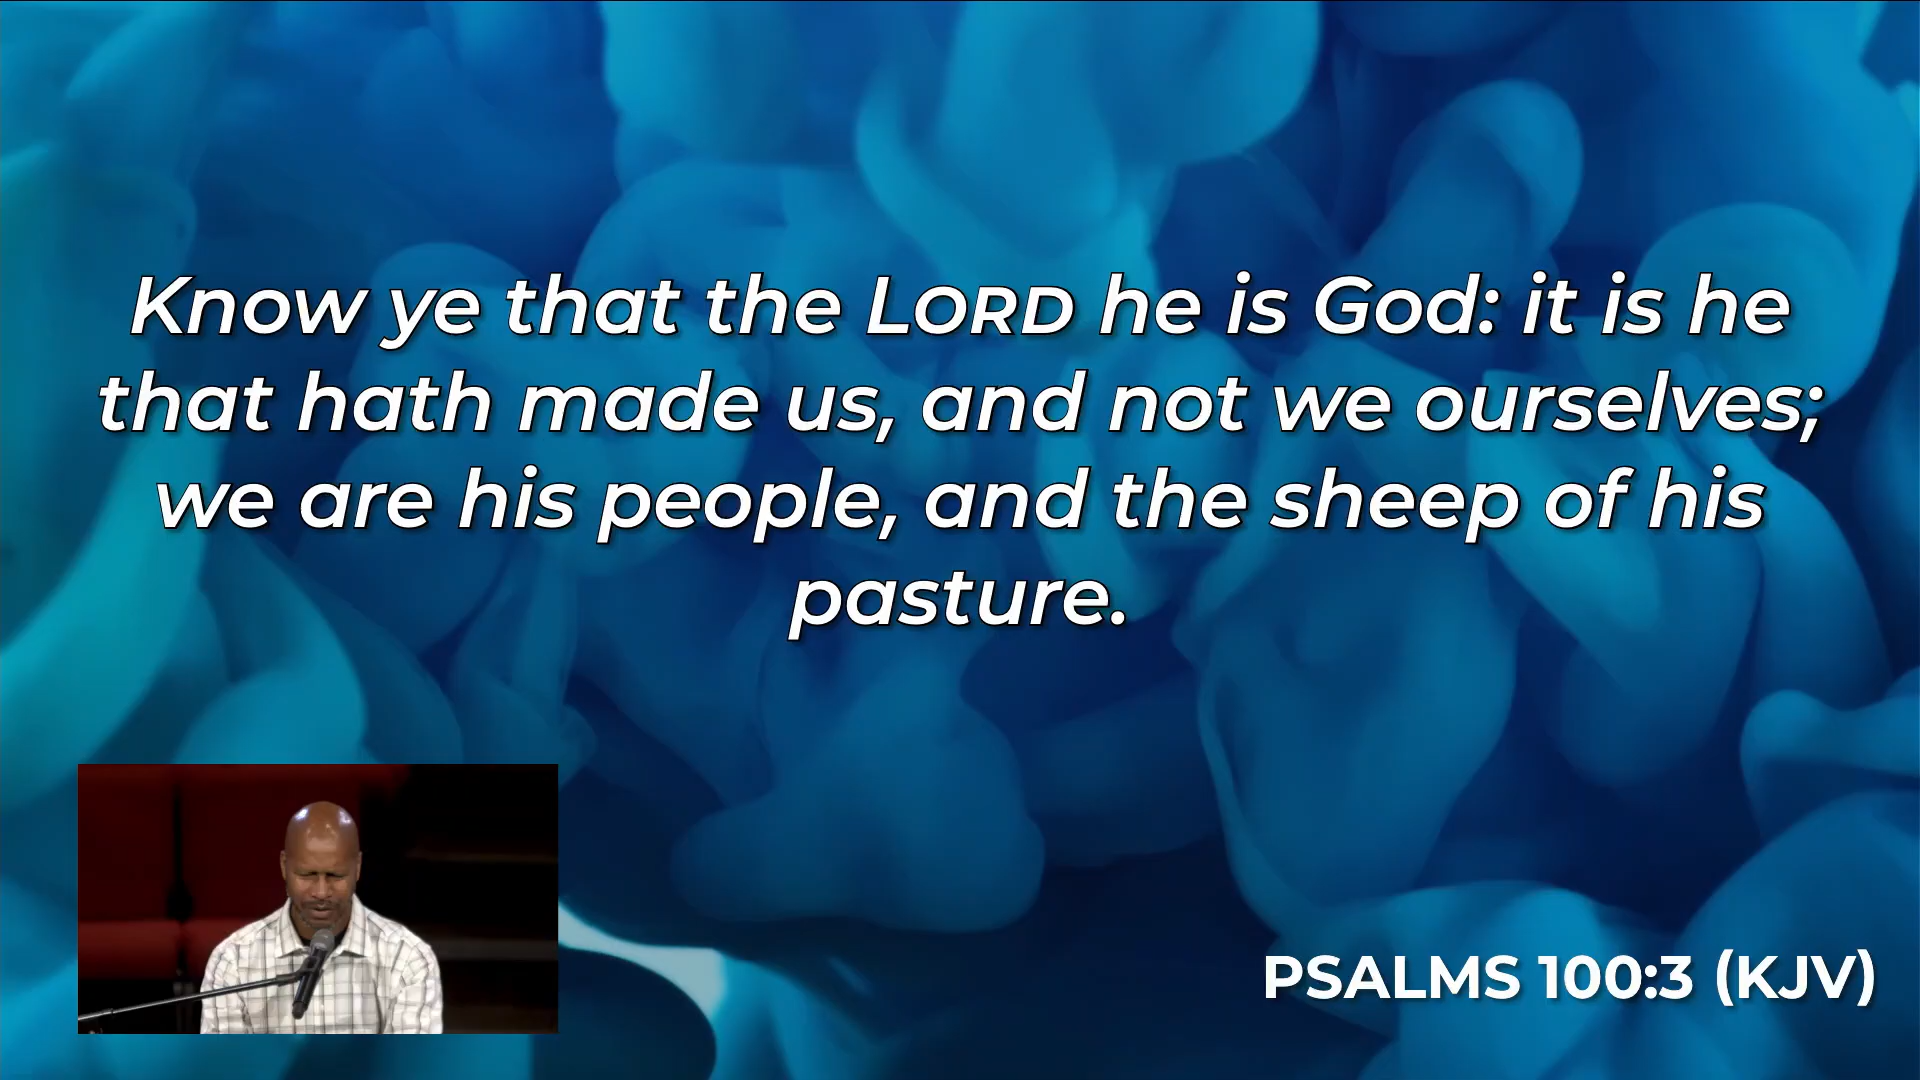 Know ye that the LORD he is God: it is he
that hath made us, and not we ourselves;
we are his people, and the sheep of his
pasture.
PSALMS 100:3 (KJV)